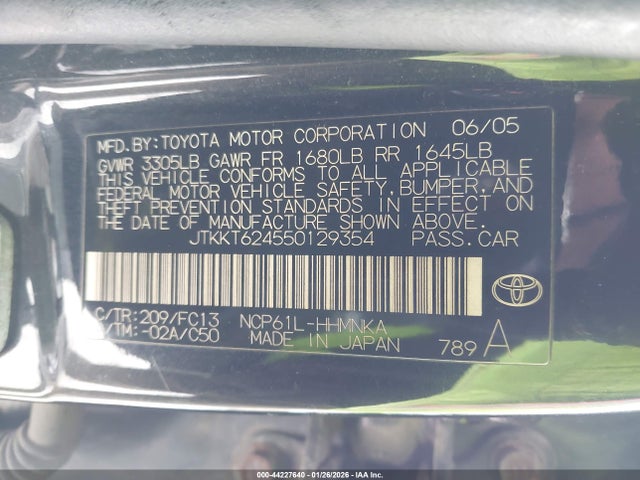 MFD. BY: TOYOTA MOTOR CORPORATION 06/05
GVWR 3305LB GAWR FR 1680LB RR 1645LB
THIS VEHICLE CONFORMS TO ALL APPLICABLE
FEDERAL MOTOR VEHICLE SAFETY, BUMPER, AND
THEFT PREVENTION STANDARDS IN EFFECT ON
THE DATE OF MANUFACTURE SHOWN ABOVE.
JTKKT624550129354 PASS. CAR
C/TR: 209/FC13 NCP61L-HHMNKA
/TM: -02A/C50 MADE IN JAPAN 789 A
000-44227640 - 01/26/2026 - IAAI, Inc.